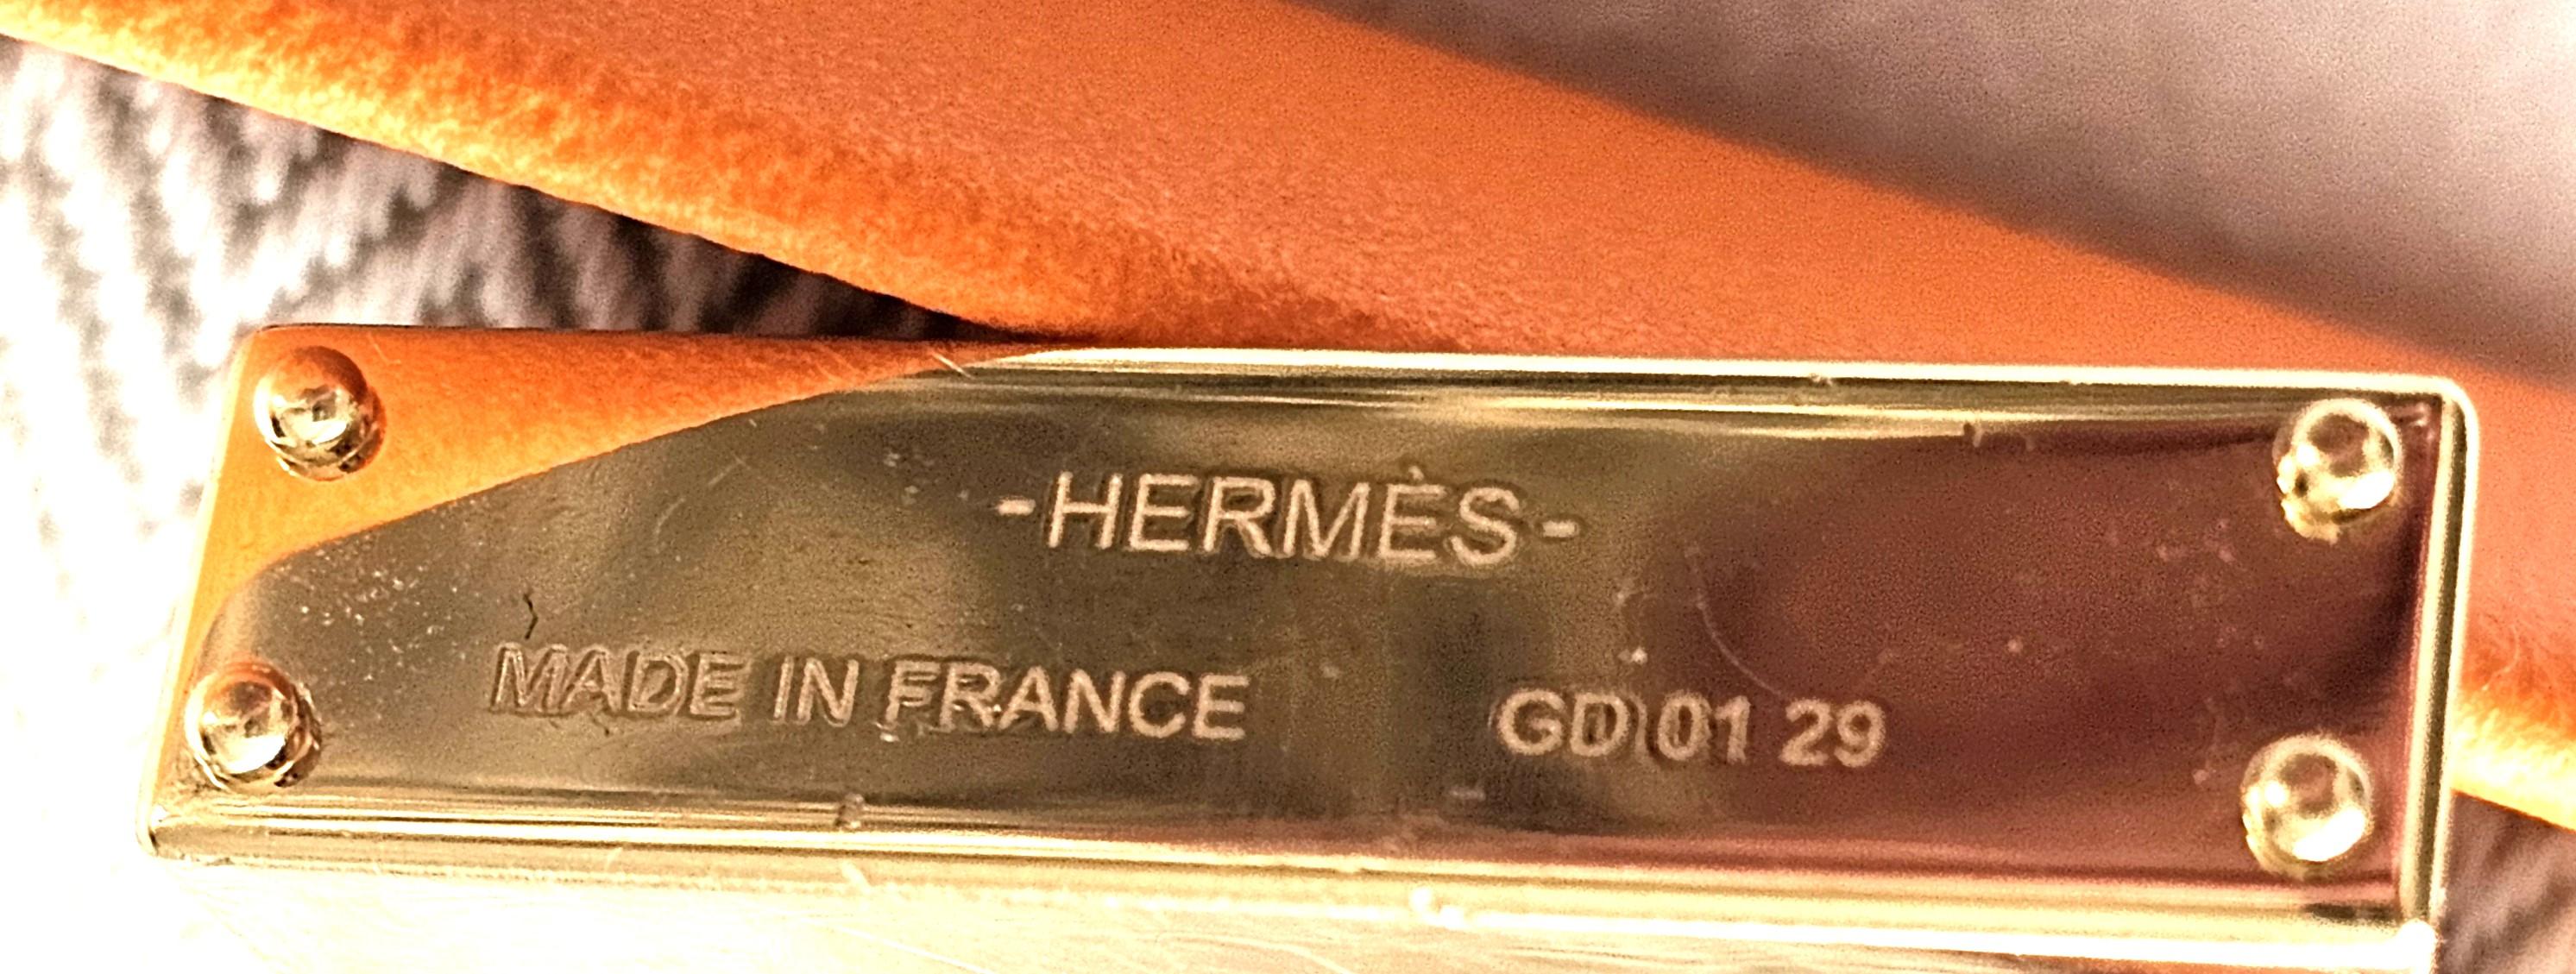 -HERMÈS-
MADE IN FRANCE GD 01 29